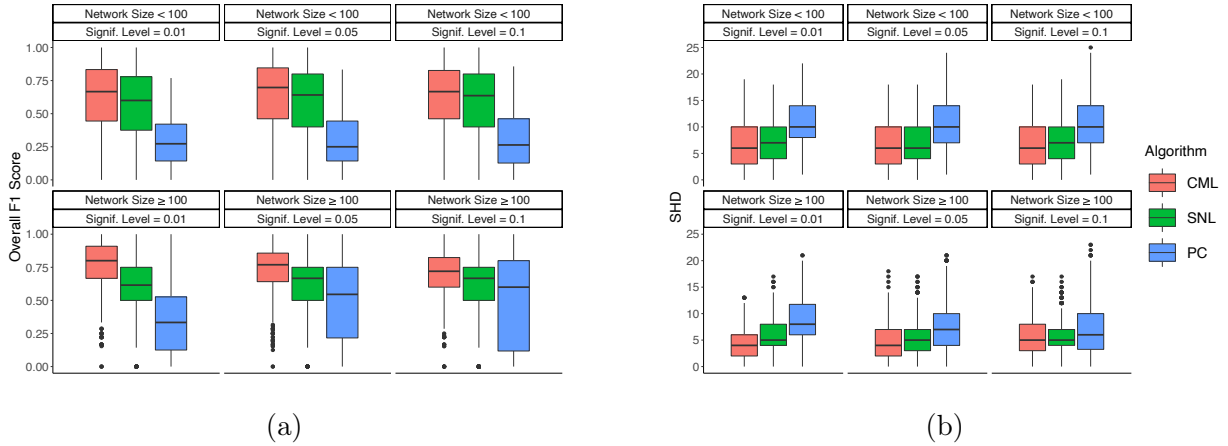 Network Size < 100 Network Size < 100 Network Size < 100
Signif. Level = 0.01 Signif. Level = 0.05 Signif. Level = 0.1
1.00
0.75
0.50
0.25
0.00
Network Size ≥ 100 Network Size ≥ 100 Network Size ≥ 100
Signif. Level = 0.01 Signif. Level = 0.05 Signif. Level = 0.1
1.00
0.75
0.50
0.25
0.00
Overall F1 Score
(a)
Network Size < 100 Network Size < 100 Network Size < 100
Signif. Level = 0.01 Signif. Level = 0.05 Signif. Level = 0.1
25
20
15
10
5
0
Network Size ≥ 100 Network Size ≥ 100 Network Size ≥ 100
Signif. Level = 0.01 Signif. Level = 0.05 Signif. Level = 0.1
25
20
15
10
5
0
SHD
(b)
Algorithm
CML
SNL
PC